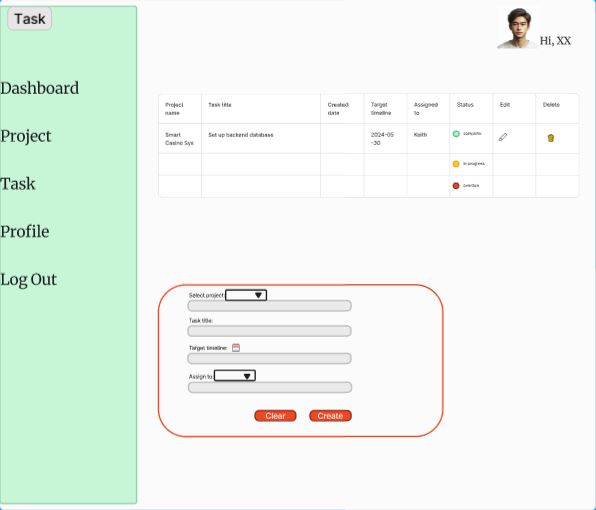 Task
Hi, XX
Dashboard
Project
Task
Profile
Log Out
Project name
Task title
Created date
Target timeline
Assigned to
Status
Edit
Delete
Smart Casino Sys
Set up backend database
2024-05-30
Keith
complete
in progress
overdue
Select project:
Task title:
Target timeline:
Assign to:
Clear
Create